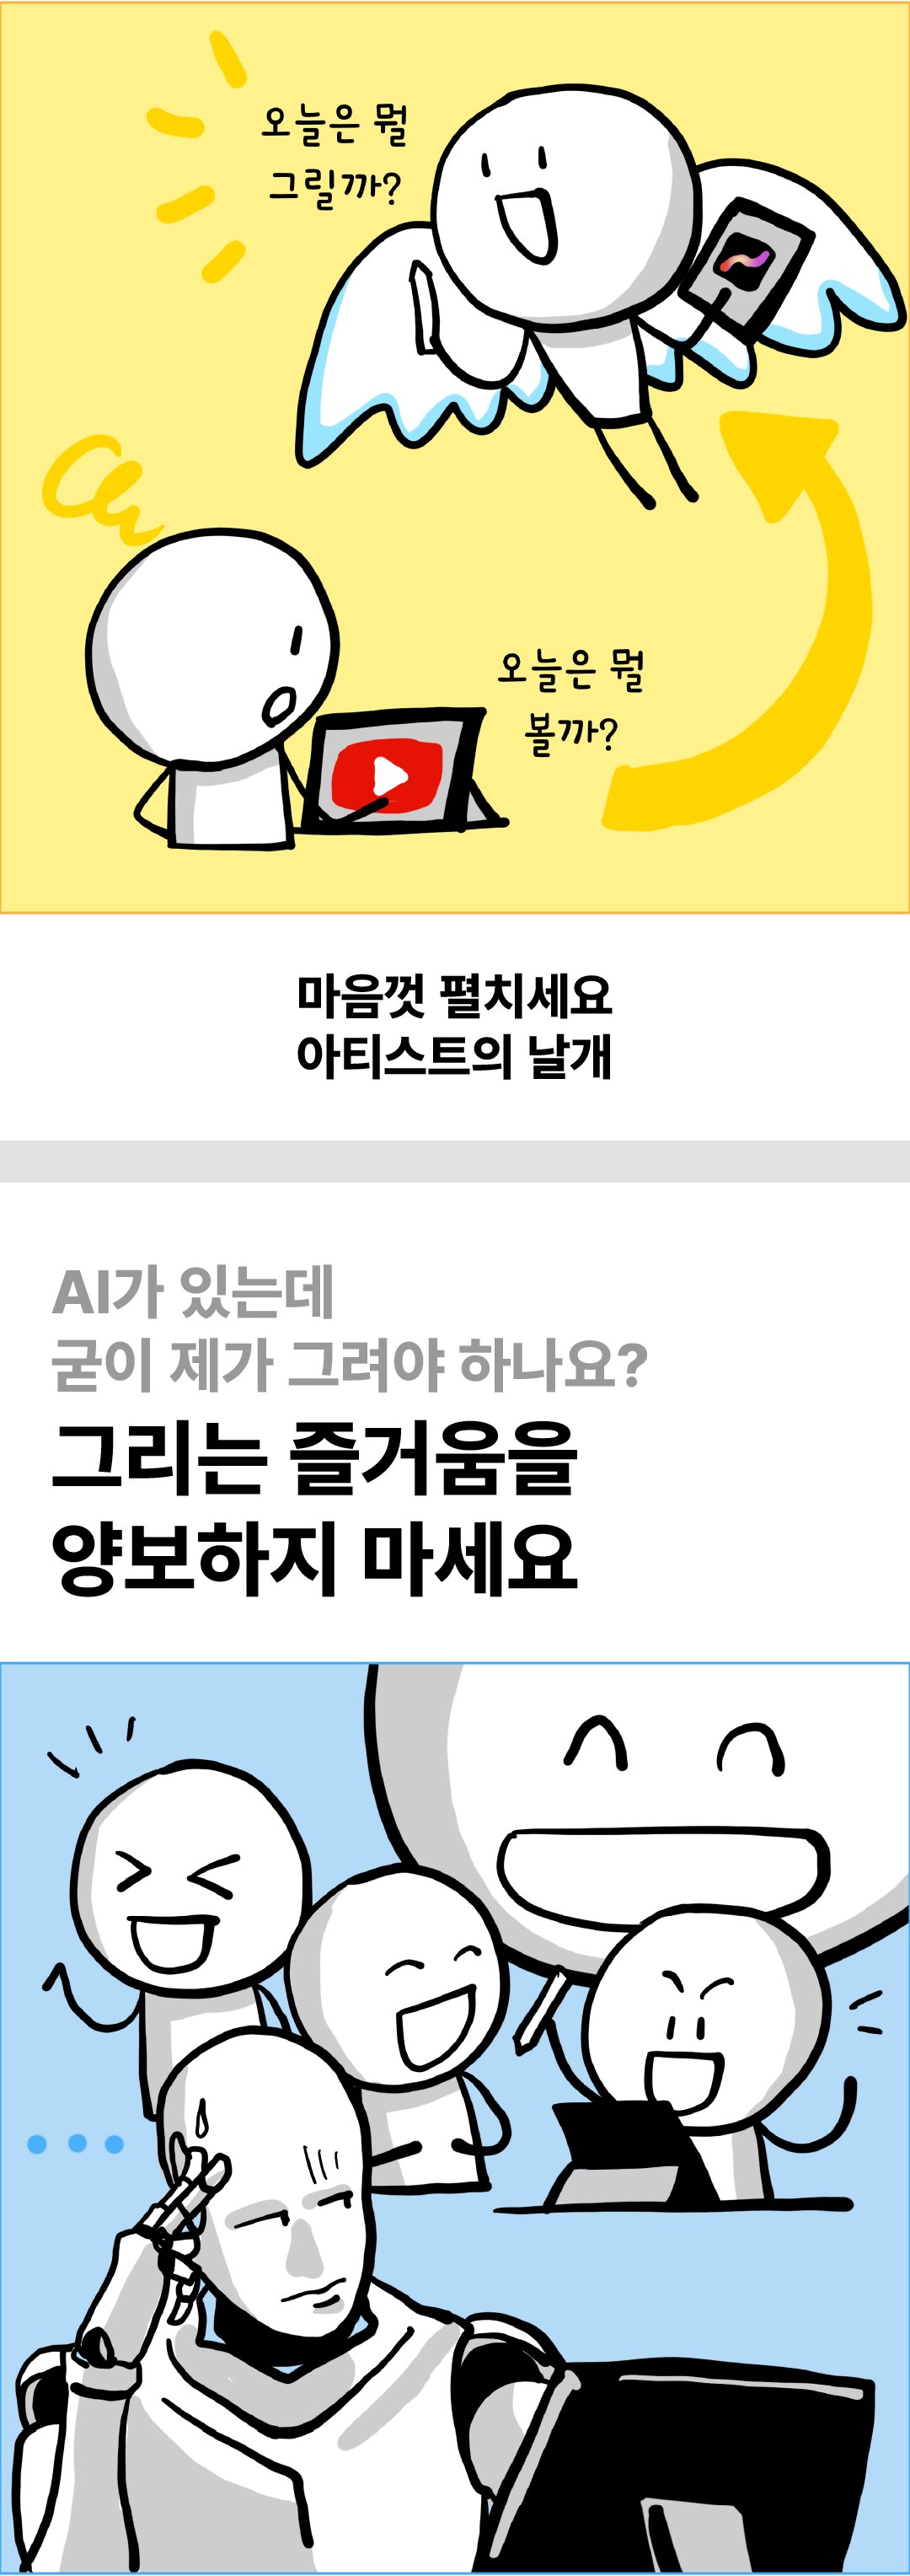 오늘은 뭘
그릴까?
오늘은 뭘
볼까?
마음껏 펼치세요
아티스트의 날개
AI가 있는데
굳이 제가 그려야 하나요?
그리는 즐거움을
양보하지 마세요